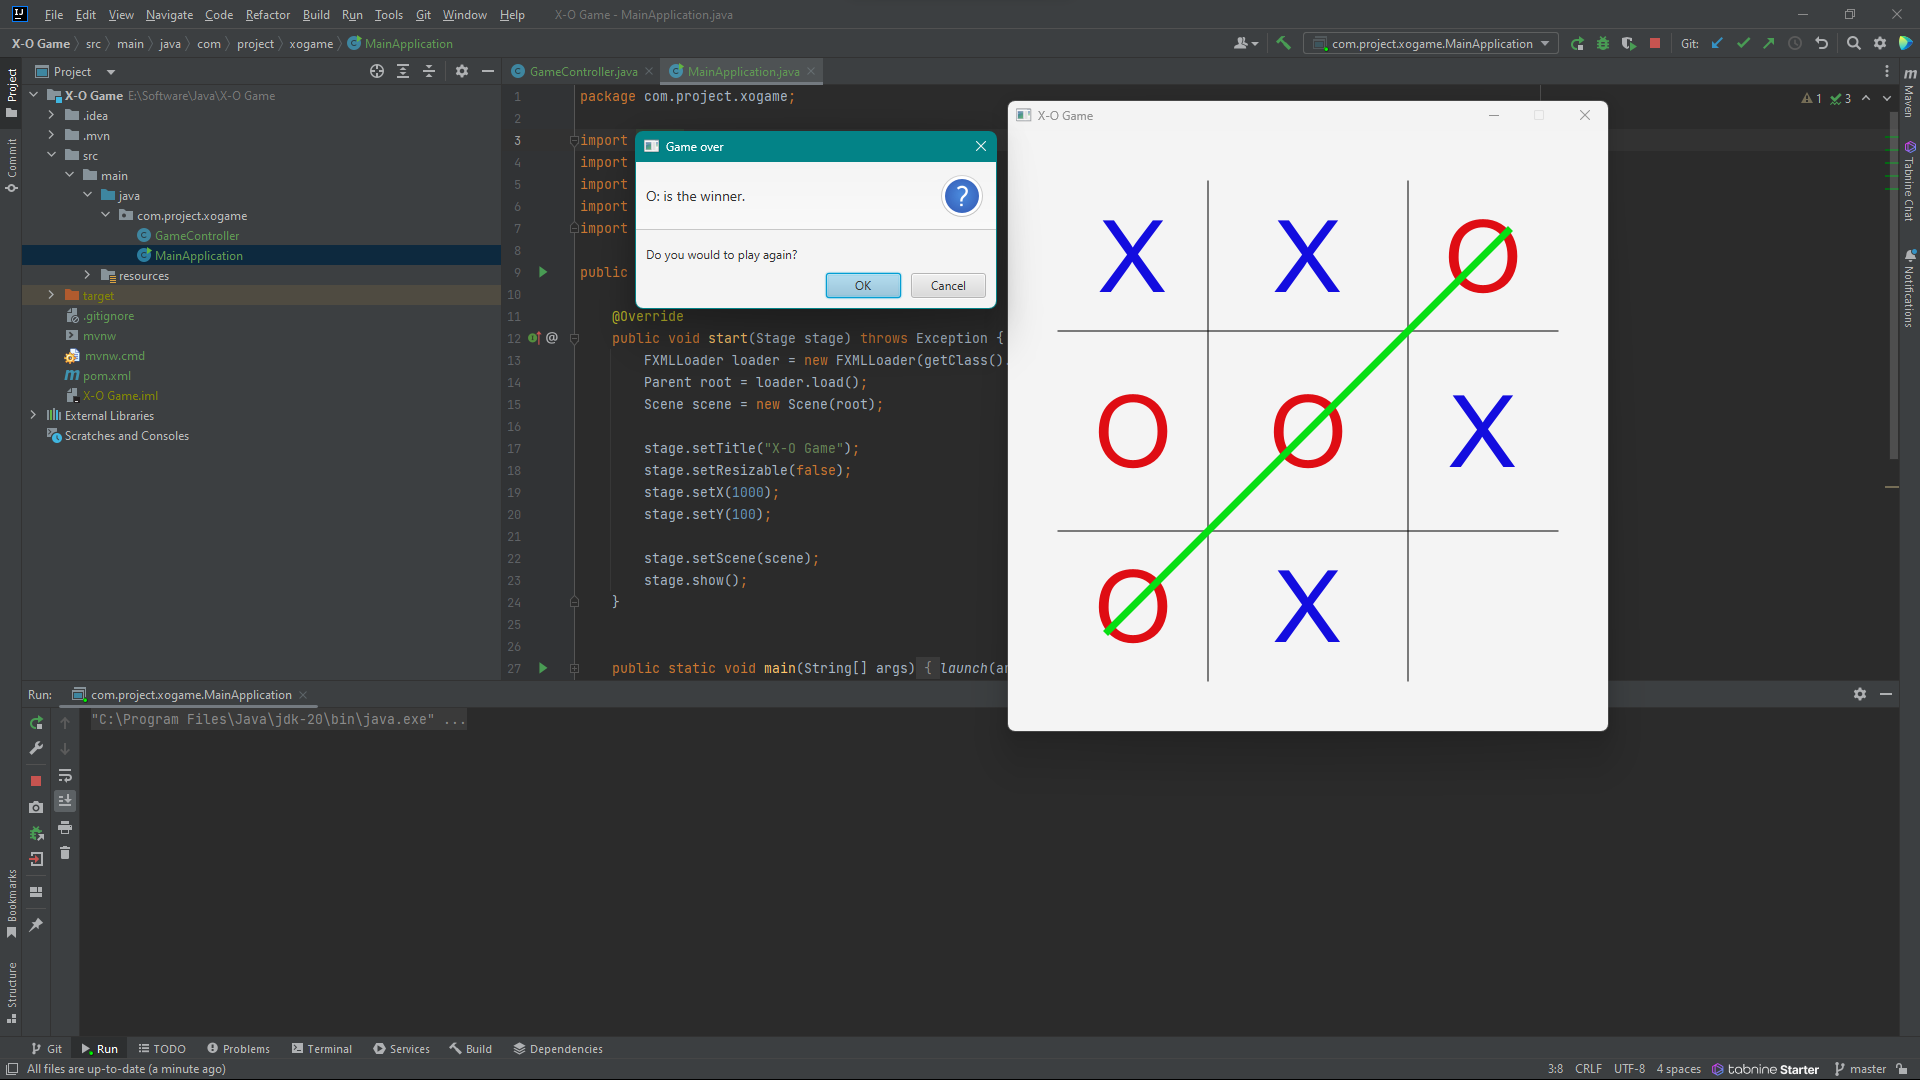 File Edit View Navigate Code Refactor Build Run Tools Git Window Help X-O Game - MainApplication.java
X-O Game src main java com project xogame MainApplication
com.project.xogame.MainApplication Git:
Project
GameController.java MainApplication.java
X-O Game E:\Software\Java\X-O Game
.idea
.mvn
src
main
java
com.project.xogame
GameController
MainApplication
resources
target
.gitignore
mvnw
mvnw.cmd
pom.xml
X-O Game.iml
External Libraries
Scratches and Consoles
Project
Commit
Bookmarks
Structure
1 package com.project.xogame;
2
3 import
4 import
5 import
6 import
7 import
8
9 public
10
11 @Override
12 @ public void start(Stage stage) throws Exception {
13 FXMLLoader loader = new FXMLLoader(getClass().
14 Parent root = loader.load();
15 Scene scene = new Scene(root);
16
17 stage.setTitle("X-O Game");
18 stage.setResizable(false);
19 stage.setX(1000);
20 stage.setY(100);
21
22 stage.setScene(scene);
23 stage.show();
24 }
25
26
27 public static void main(String[] args) { launch(ar
1 3
Game over
O: is the winner.
?
Do you would to play again?
OK Cancel
X-O Game
X X O
O O X
O X
m Maven
Tabnine Chat
Notifications
Run: com.project.xogame.MainApplication
"C:\Program Files\Java\jdk-20\bin\java.exe" ...
Git Run TODO Problems Terminal Services Build Dependencies
All files are up-to-date (a minute ago) 3:8 CRLF UTF-8 4 spaces tabnine Starter master